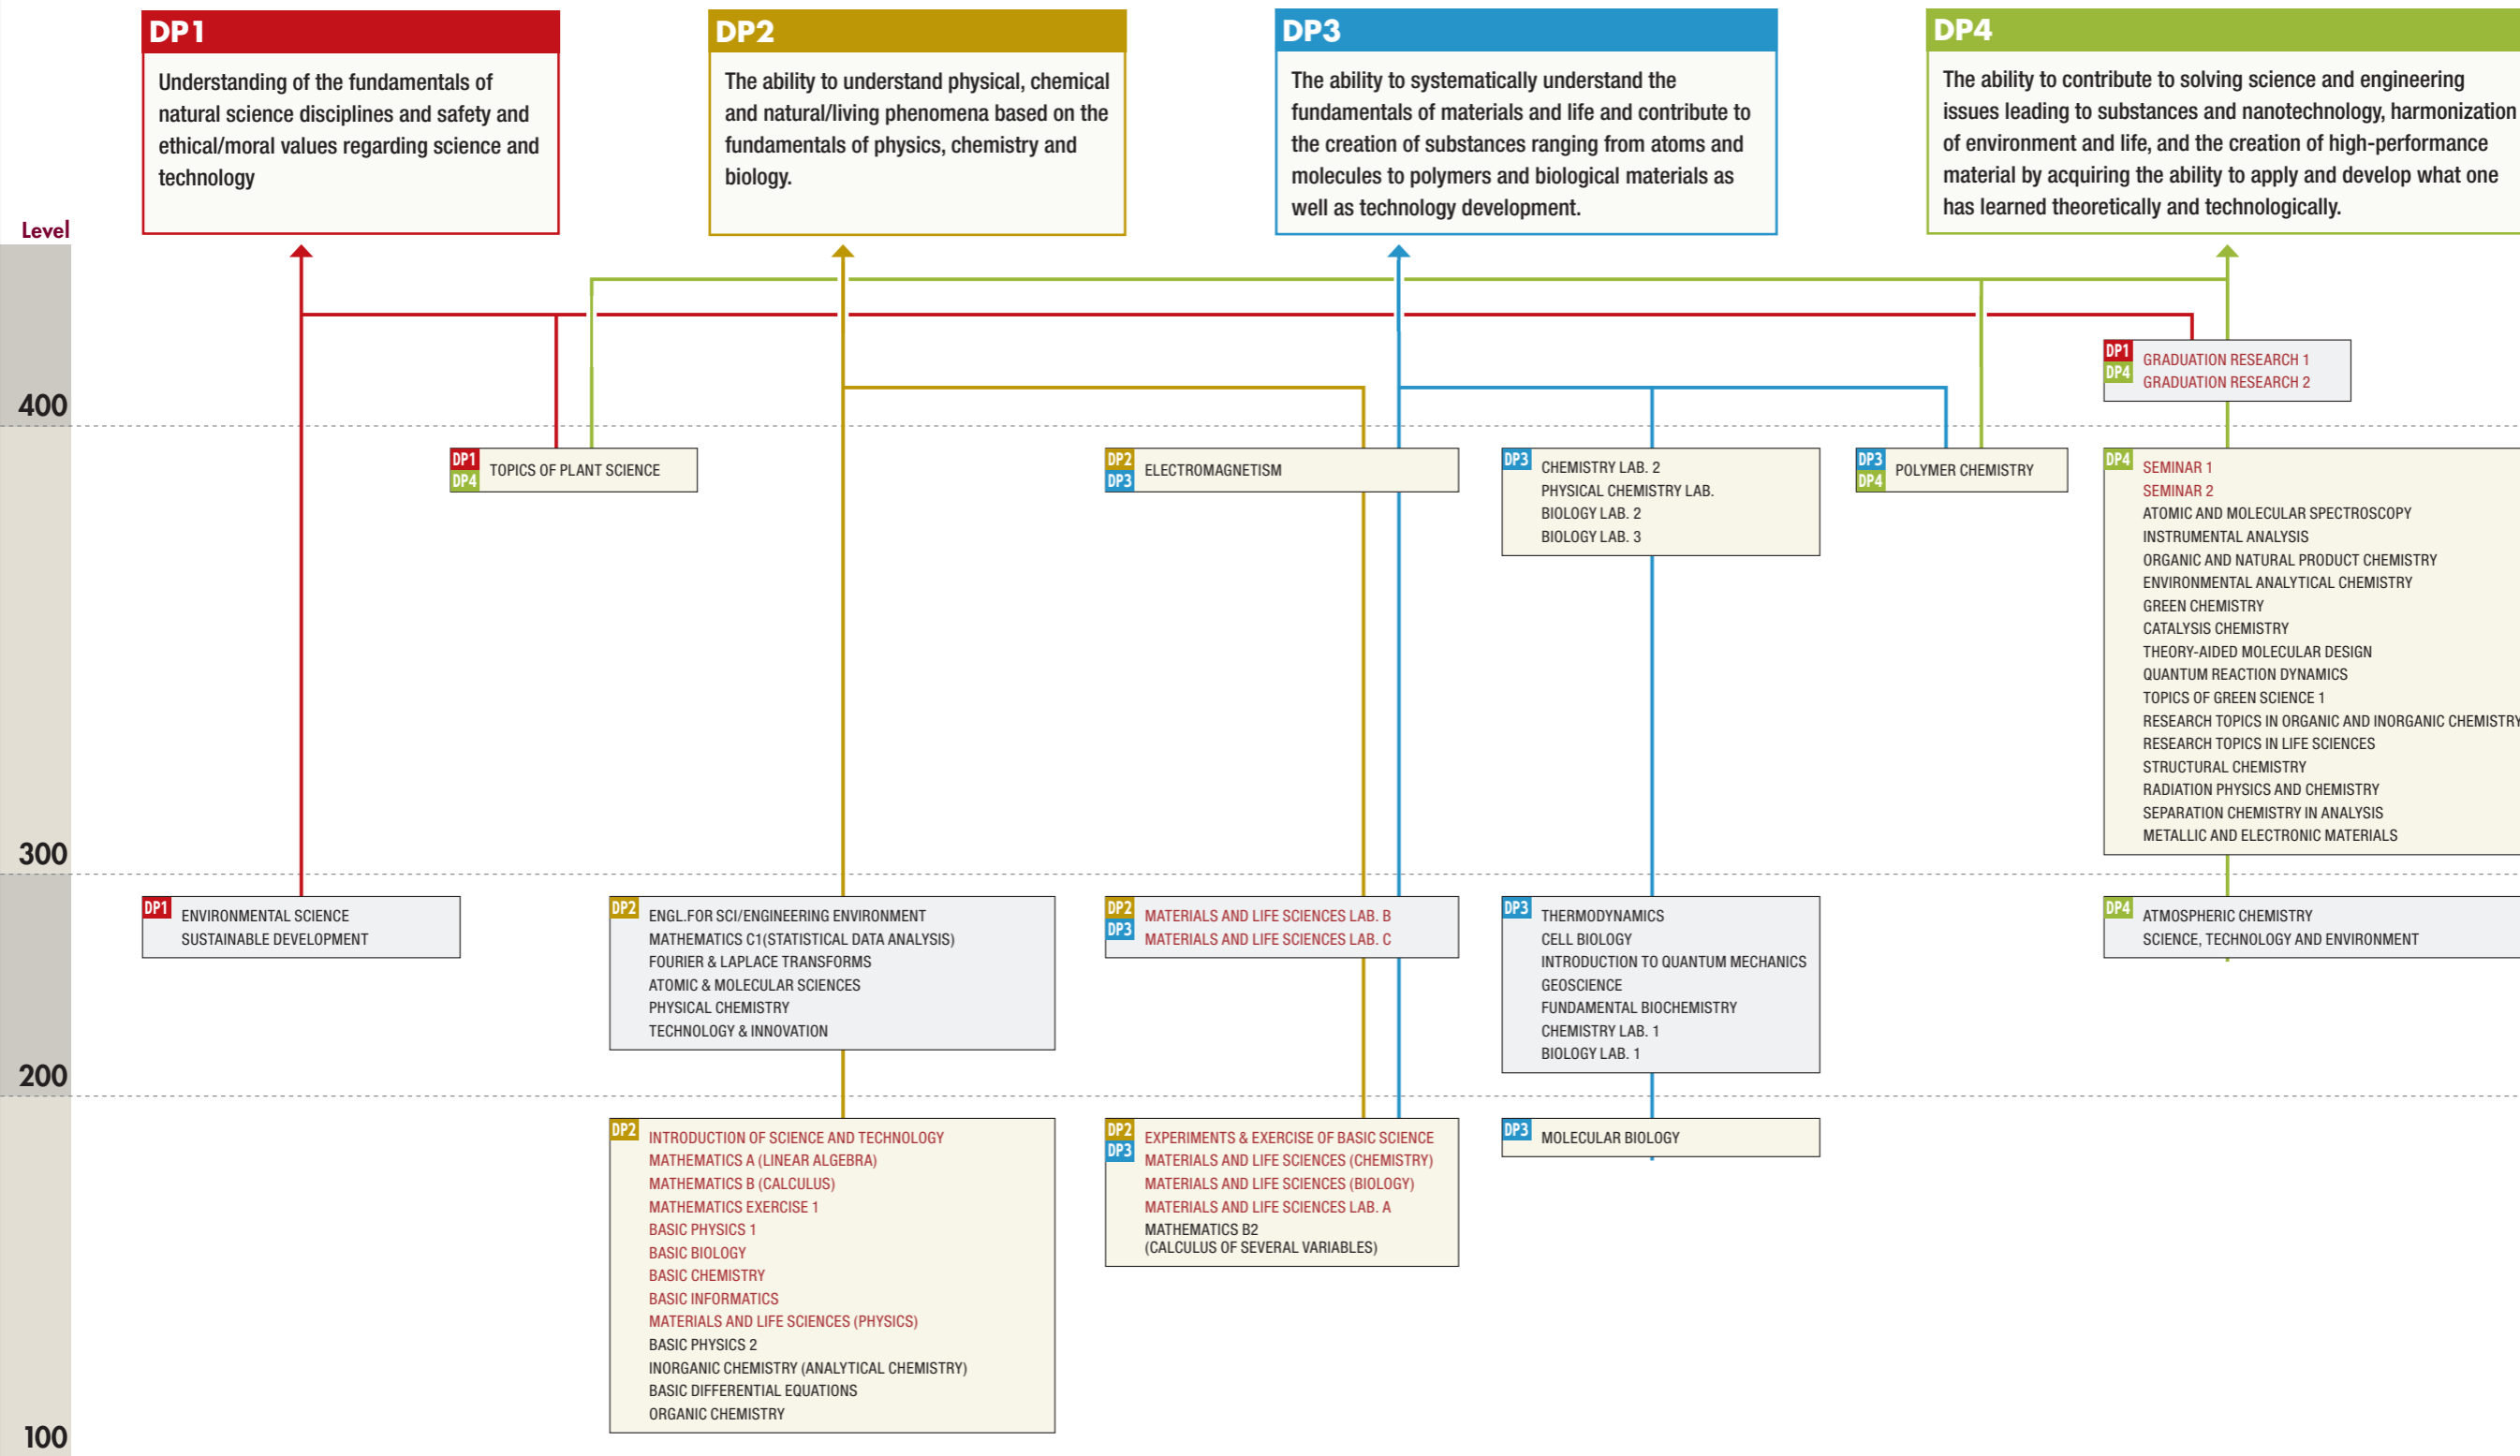 DP1
Understanding of the fundamentals of
natural science disciplines and safety and
ethical/moral values regarding science and
technology
DP2
The ability to understand physical, chemical
and natural/living phenomena based on the
fundamentals of physics, chemistry and
biology.
DP3
The ability to systematically understand the
fundamentals of materials and life and contribute to
the creation of substances ranging from atoms and
molecules to polymers and biological materials as
well as technology development.
DP4
The ability to contribute to solving science and engineering
issues leading to substances and nanotechnology, harmonization
of environment and life, and the creation of high-performance
material by acquiring the ability to apply and develop what one
has learned theoretically and technologically.
Level
400
DP1
DP4
GRADUATION RESEARCH 1
GRADUATION RESEARCH 2
300
DP1
DP4
TOPICS OF PLANT SCIENCE
DP2
DP3
ELECTROMAGNETISM
DP3
CHEMISTRY LAB. 2
PHYSICAL CHEMISTRY LAB.
BIOLOGY LAB. 2
BIOLOGY LAB. 3
DP3
DP4
POLYMER CHEMISTRY
DP4
SEMINAR 1
SEMINAR 2
ATOMIC AND MOLECULAR SPECTROSCOPY
INSTRUMENTAL ANALYSIS
ORGANIC AND NATURAL PRODUCT CHEMISTRY
ENVIRONMENTAL ANALYTICAL CHEMISTRY
GREEN CHEMISTRY
CATALYSIS CHEMISTRY
THEORY-AIDED MOLECULAR DESIGN
QUANTUM REACTION DYNAMICS
TOPICS OF GREEN SCIENCE 1
RESEARCH TOPICS IN ORGANIC AND INORGANIC CHEMISTRY
RESEARCH TOPICS IN LIFE SCIENCES
STRUCTURAL CHEMISTRY
RADIATION PHYSICS AND CHEMISTRY
SEPARATION CHEMISTRY IN ANALYSIS
METALLIC AND ELECTRONIC MATERIALS
200
DP1
ENVIRONMENTAL SCIENCE
SUSTAINABLE DEVELOPMENT
DP2
ENGL.FOR SCI/ENGINEERING ENVIRONMENT
MATHEMATICS C1(STATISTICAL DATA ANALYSIS)
FOURIER & LAPLACE TRANSFORMS
ATOMIC & MOLECULAR SCIENCES
PHYSICAL CHEMISTRY
TECHNOLOGY & INNOVATION
DP2
DP3
MATERIALS AND LIFE SCIENCES LAB. B
MATERIALS AND LIFE SCIENCES LAB. C
DP3
THERMODYNAMICS
CELL BIOLOGY
INTRODUCTION TO QUANTUM MECHANICS
GEOSCIENCE
FUNDAMENTAL BIOCHEMISTRY
CHEMISTRY LAB. 1
BIOLOGY LAB. 1
DP4
ATMOSPHERIC CHEMISTRY
SCIENCE, TECHNOLOGY AND ENVIRONMENT
100
DP2
INTRODUCTION OF SCIENCE AND TECHNOLOGY
MATHEMATICS A (LINEAR ALGEBRA)
MATHEMATICS B (CALCULUS)
MATHEMATICS EXERCISE 1
BASIC PHYSICS 1
BASIC BIOLOGY
BASIC CHEMISTRY
BASIC INFORMATICS
MATERIALS AND LIFE SCIENCES (PHYSICS)
BASIC PHYSICS 2
INORGANIC CHEMISTRY (ANALYTICAL CHEMISTRY)
BASIC DIFFERENTIAL EQUATIONS
ORGANIC CHEMISTRY
DP2
DP3
EXPERIMENTS & EXERCISE OF BASIC SCIENCE
MATERIALS AND LIFE SCIENCES (CHEMISTRY)
MATERIALS AND LIFE SCIENCES (BIOLOGY)
MATERIALS AND LIFE SCIENCES LAB. A
MATHEMATICS B2
(CALCULUS OF SEVERAL VARIABLES)
DP3
MOLECULAR BIOLOGY